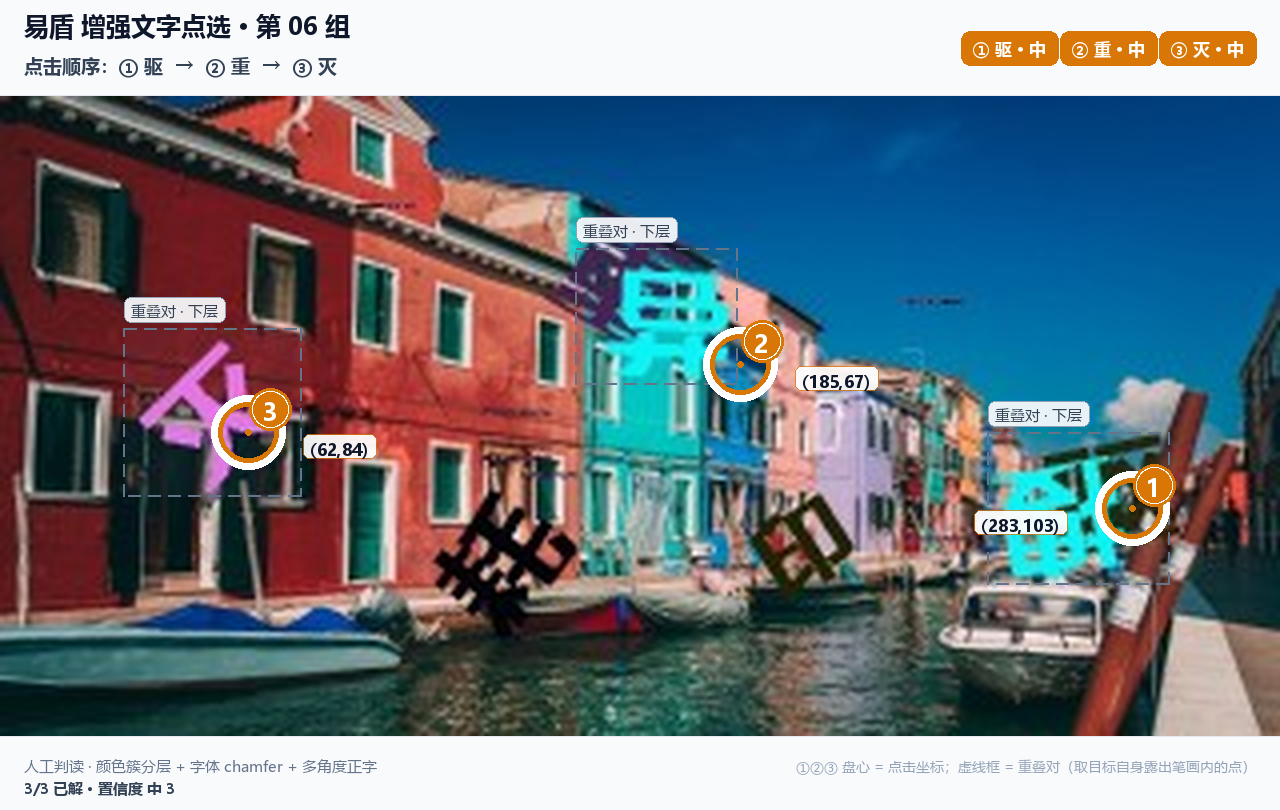 易盾 增强文字点选 • 第 06 组
点击顺序： ① 驱 → ② 重 → ③ 灭
① 驱 • 中 ② 重 • 中 ③ 灭 • 中
重叠对 · 下层
重叠对 · 下层
2
(185,67)
重叠对 · 下层
3
(62,84)
1
(283,103)
耗
印
人工判读 · 颜色簇分层 + 字体 chamfer + 多角度正字
3/3 已解 • 置信度 中 3
①②③ 盘心 = 点击坐标；虚线框 = 重叠对（取目标自身露出笔画内的点）